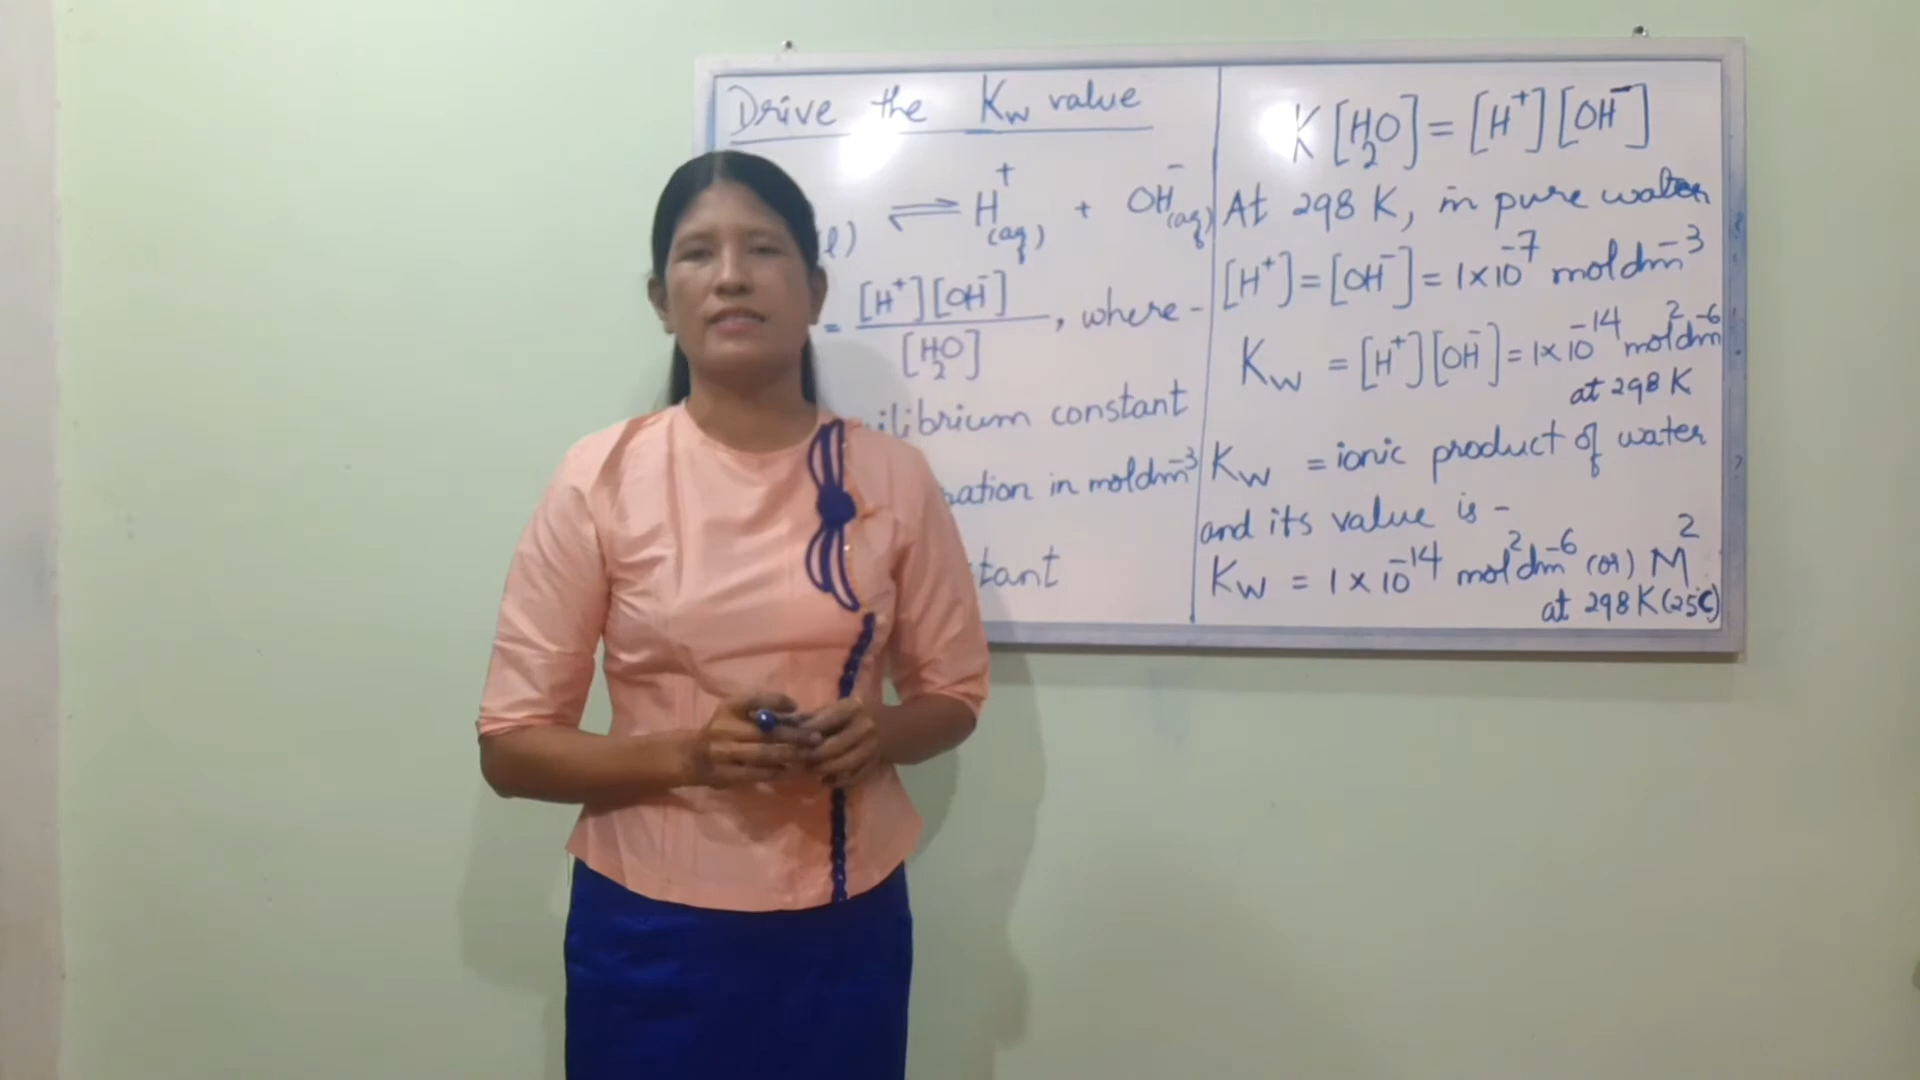 Drive the Kw value
l) ⇌ H⁺(aq) + OH⁻(aq)
= [H⁺][OH⁻] / [H₂O], where -
ilibrium constant
ration in moldm⁻³
stant
K[H₂O] = [H⁺][OH⁻]
At 298 K, in pure water
[H⁺] = [OH⁻] = 1×10⁻⁷ moldm⁻³
Kw = [H⁺][OH⁻] = 1×10⁻¹⁴ mol²dm⁻⁶
at 298 K
Kw = ionic product of water
and its value is -
Kw = 1 × 10⁻¹⁴ mol²dm⁻⁶ (or) M²
at 298 K (25°C)